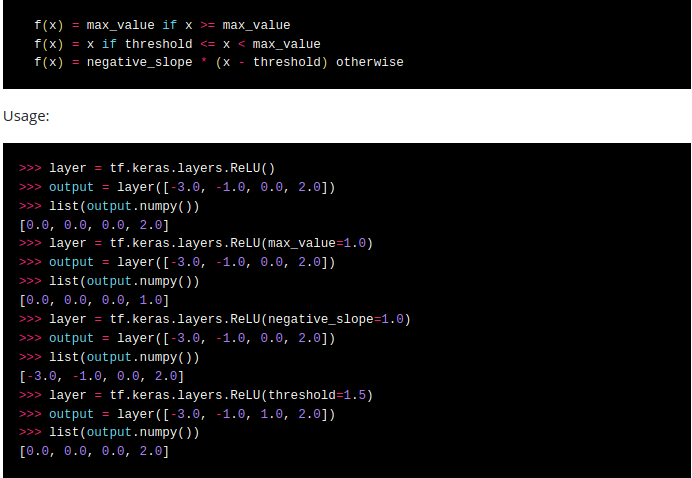 f(x) = max_value if x >= max_value
f(x) = x if threshold <= x < max_value
f(x) = negative_slope * (x - threshold) otherwise
Usage:
>>> layer = tf.keras.layers.ReLU()
>>> output = layer([-3.0, -1.0, 0.0, 2.0])
>>> list(output.numpy())
[0.0, 0.0, 0.0, 2.0]
>>> layer = tf.keras.layers.ReLU(max_value=1.0)
>>> output = layer([-3.0, -1.0, 0.0, 2.0])
>>> list(output.numpy())
[0.0, 0.0, 0.0, 1.0]
>>> layer = tf.keras.layers.ReLU(negative_slope=1.0)
>>> output = layer([-3.0, -1.0, 0.0, 2.0])
>>> list(output.numpy())
[-3.0, -1.0, 0.0, 2.0]
>>> layer = tf.keras.layers.ReLU(threshold=1.5)
>>> output = layer([-3.0, -1.0, 1.0, 2.0])
>>> list(output.numpy())
[0.0, 0.0, 0.0, 2.0]